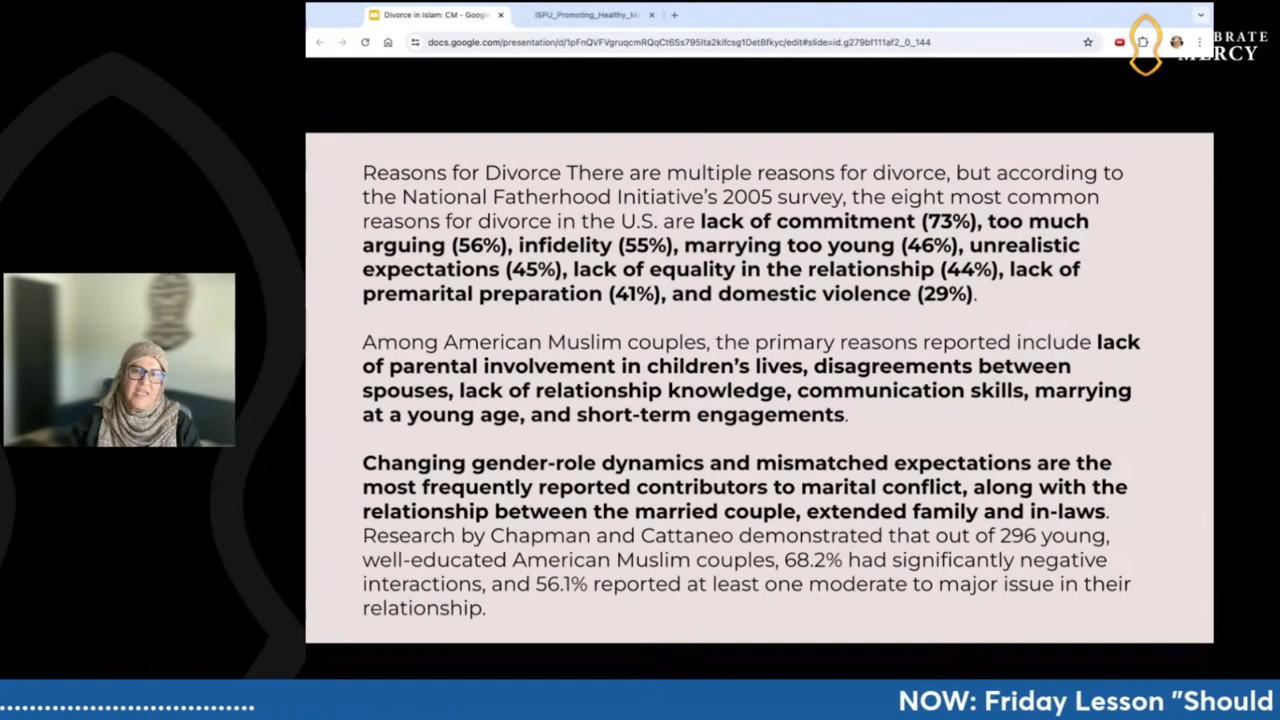 Divorce in Islam: CM - Google
ISPU_Promoting_Healthy_Ma
docs.google.com/presentation/d/1pFnQVFVgruqcmRQqCt6Ss795Ita2kifcsg1DetBfkyc/edit#slide=id.g279bf111af2_0_144
BRATE
MERCY
Reasons for Divorce There are multiple reasons for divorce, but according to
the National Fatherhood Initiative’s 2005 survey, the eight most common
reasons for divorce in the U.S. are lack of commitment (73%), too much
arguing (56%), infidelity (55%), marrying too young (46%), unrealistic
expectations (45%), lack of equality in the relationship (44%), lack of
premarital preparation (41%), and domestic violence (29%).
Among American Muslim couples, the primary reasons reported include lack
of parental involvement in children’s lives, disagreements between
spouses, lack of relationship knowledge, communication skills, marrying
at a young age, and short-term engagements.
Changing gender-role dynamics and mismatched expectations are the
most frequently reported contributors to marital conflict, along with the
relationship between the married couple, extended family and in-laws.
Research by Chapman and Cattaneo demonstrated that out of 296 young,
well-educated American Muslim couples, 68.2% had significantly negative
interactions, and 56.1% reported at least one moderate to major issue in their
relationship.
NOW: Friday Lesson "Should